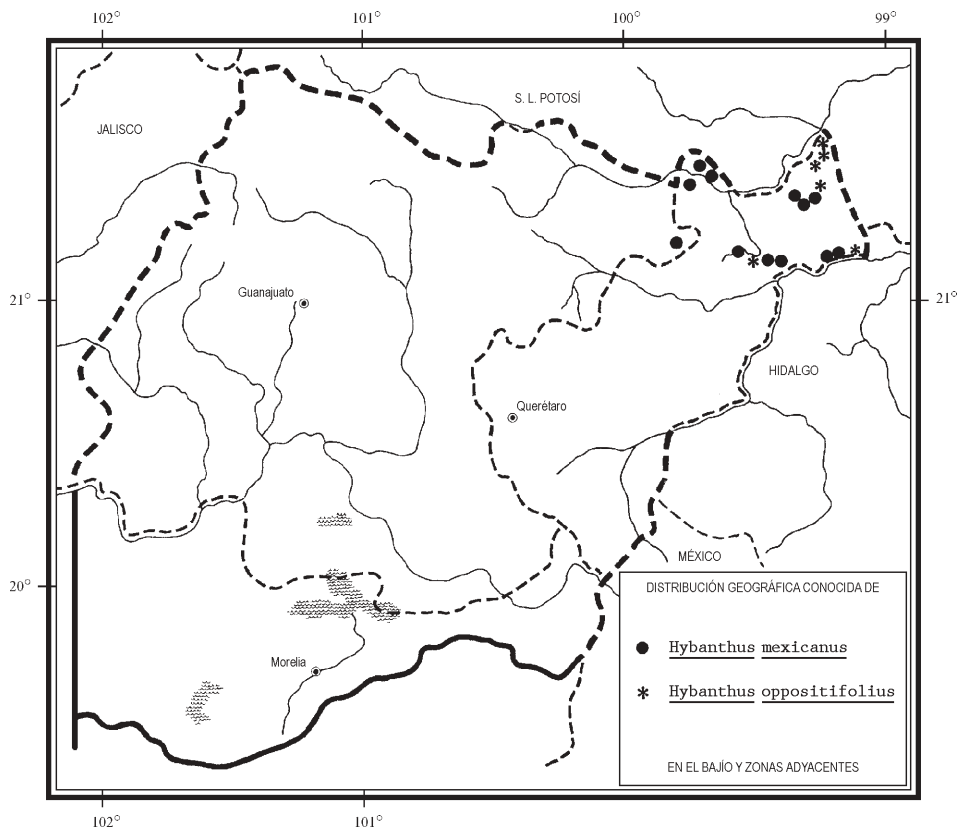 102°
101°
100°
99°
S. L. POTOSÍ
JALISCO
Guanajuato
21°
21°
HIDALGO
Querétaro
MÉXICO
20°
DISTRIBUCIÓN GEOGRÁFICA CONOCIDA DE
Hybanthus mexicanus
Morelia
Hybanthus oppositifolius
EN EL BAJÍO Y ZONAS ADYACENTES
102°
101°